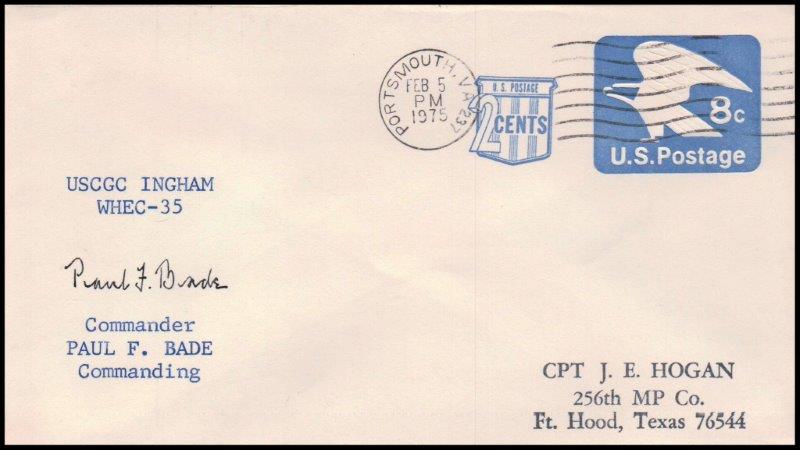 PORTSMOUTH, VA 237
FEB 5
PM
1975
U.S. POSTAGE
2 CENTS
8c
U.S. Postage
USCGC INGHAM
WHEC-35
Paul F. Bade
Commander
PAUL F. BADE
Commanding
CPT J. E. HOGAN
256th MP Co.
Ft. Hood, Texas 76544